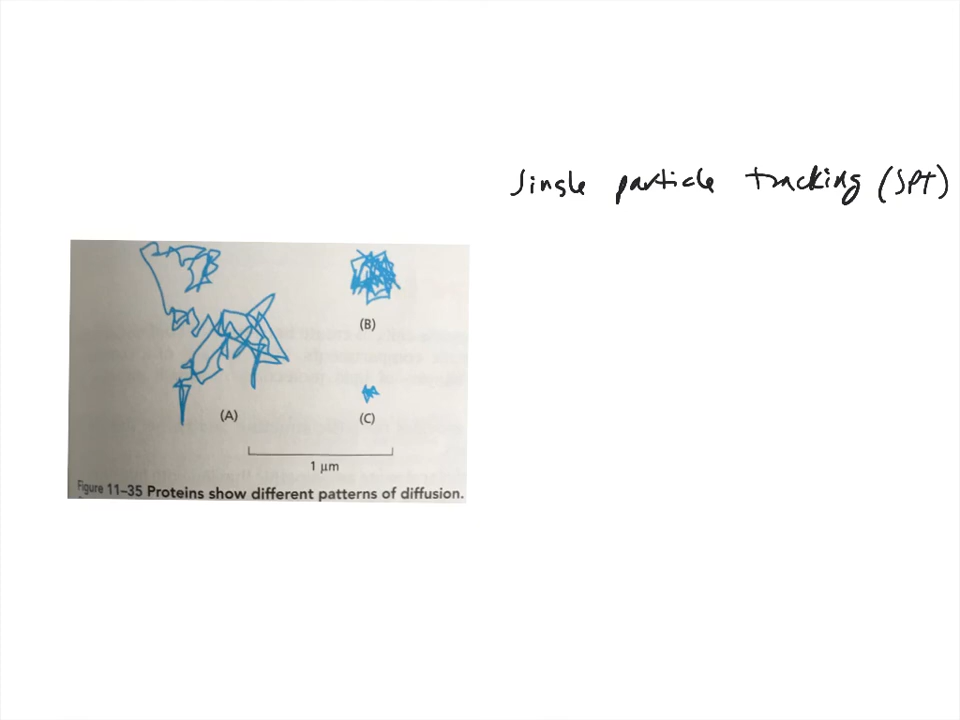 Single particle tracking (SPT)
(B)
(A)
(C)
1 μm
Figure 11–35 Proteins show different patterns of diffusion.